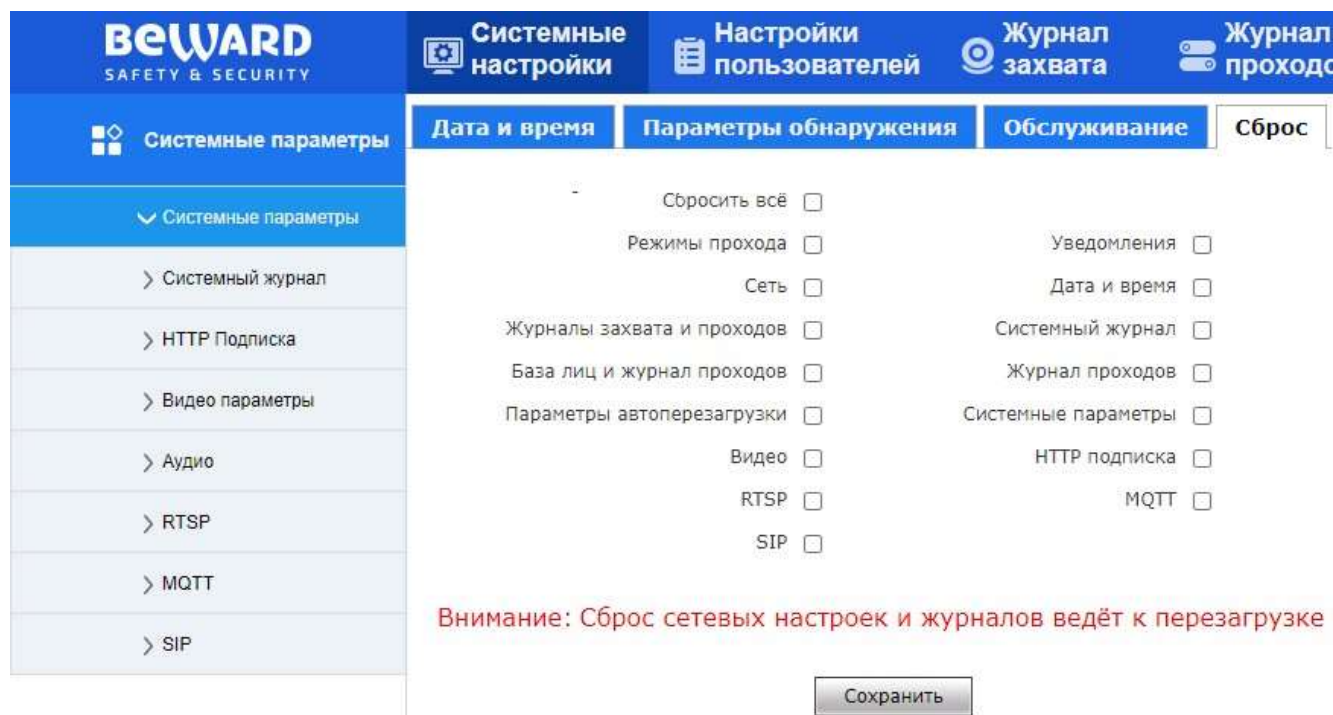 BEWARD
SAFETY & SECURITY
Системные
настройки
Настройки
пользователей
Журнал
захвата
Журнал
Системные параметры
Дата и время
Параметры обнаружения
Обслуживание
Сброс
Системные параметры
Системный журнал
HTTP Подписка
Видео параметры
Аудио
RTSP
MQTT
SIP
-
Сбросить всё
Режимы прохода
Уведомления
Сеть
Дата и время
Журналы захвата и проходов
Системный журнал
База лиц и журнал проходов
Журнал проходов
Параметры автоперезагрузки
Системные параметры
Видео
HTTP подписка
RTSP
MQTT
SIP
Внимание: Сброс сетевых настроек и журналов ведёт к перезагрузке
Сохранить